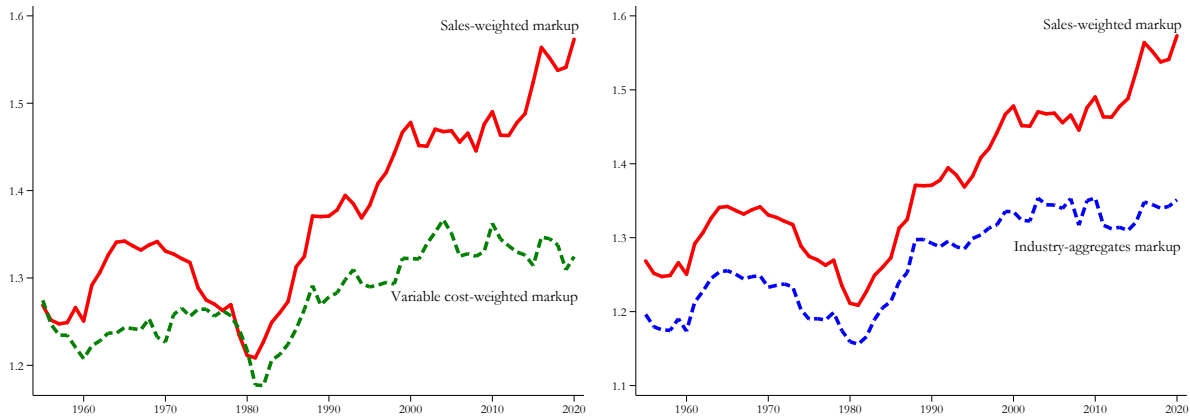 1.6
Sales-weighted markup
1.5
1.4
1.3
Variable cost-weighted markup
1.2
1960 1970 1980 1990 2000 2010 2020
1.6
Sales-weighted markup
1.5
1.4
1.3
Industry-aggregates markup
1.2
1.1
1960 1970 1980 1990 2000 2010 2020